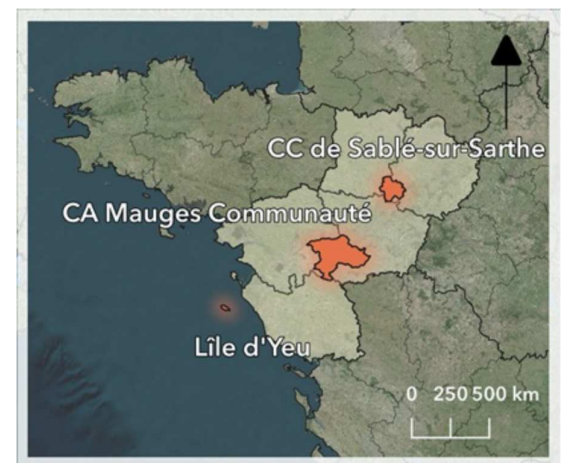 CC de Sablé-sur-Sarthe
CA Mauges Communauté
Lîle d'Yeu
0 250 500 km